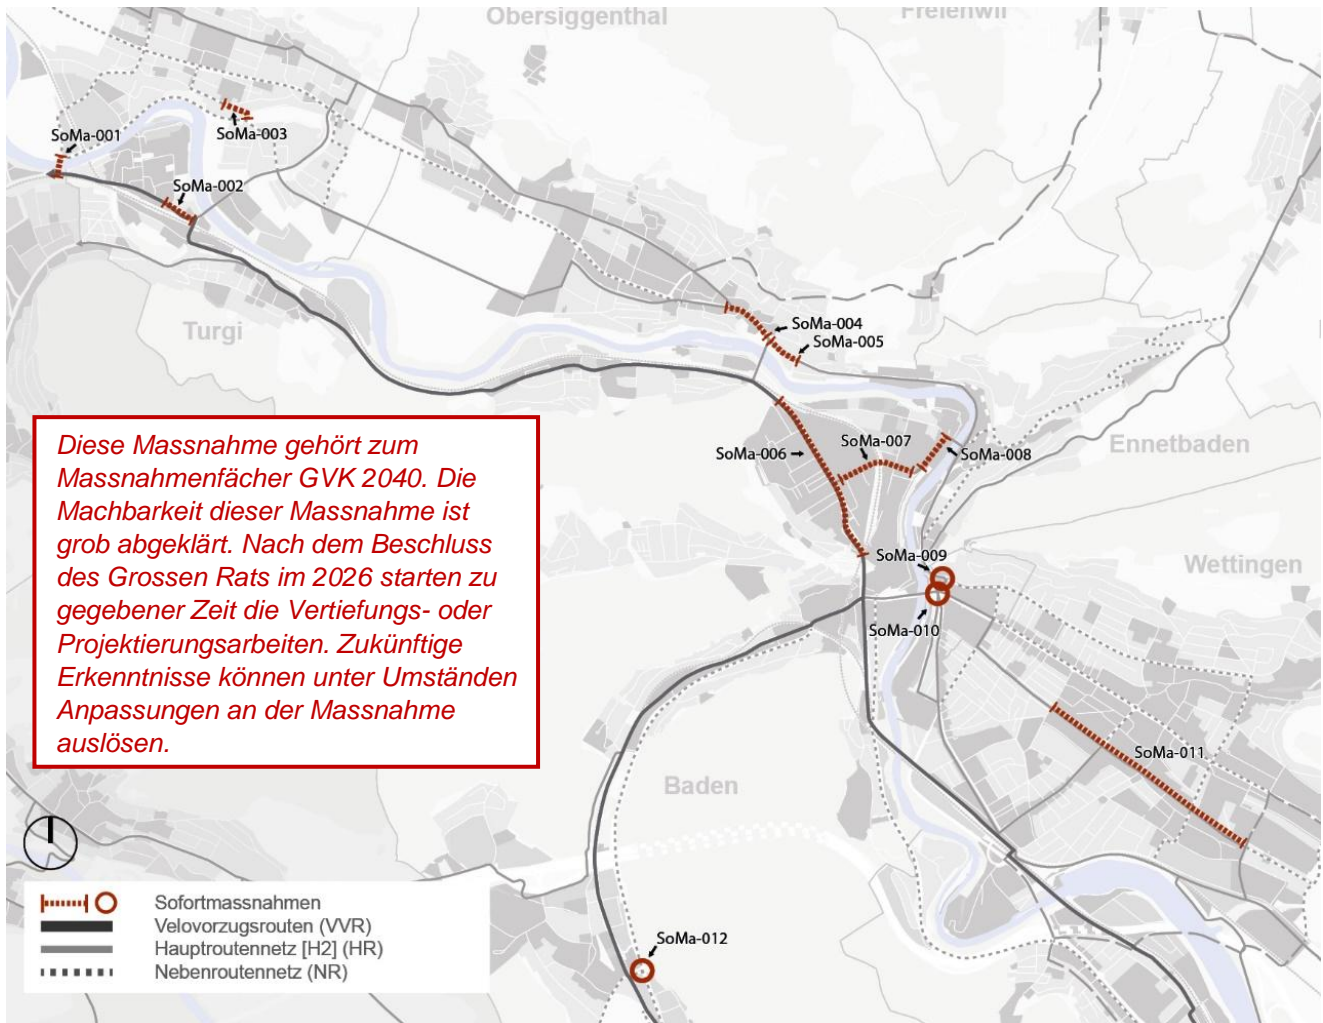 Obersiggenthal
Freienwil
SoMa-001
SoMa-003
SoMa-002
Turgi
SoMa-004
SoMa-005
SoMa-006
SoMa-007
SoMa-008
Ennetbaden
Diese Massnahme gehört zum
Massnahmenfächer GVK 2040. Die
Machbarkeit dieser Massnahme ist
grob abgeklärt. Nach dem Beschluss
des Grossen Rats im 2026 starten zu
gegebener Zeit die Vertiefungs- oder
Projektierungsarbeiten. Zukünftige
Erkenntnisse können unter Umständen
Anpassungen an der Massnahme
auslösen.
SoMa-009
Wettingen
SoMa-010
SoMa-011
Baden
SoMa-012
Sofortmassnahmen
Velovorzugsrouten (VVR)
Hauptroutennetz [H2] (HR)
Nebenroutennetz (NR)